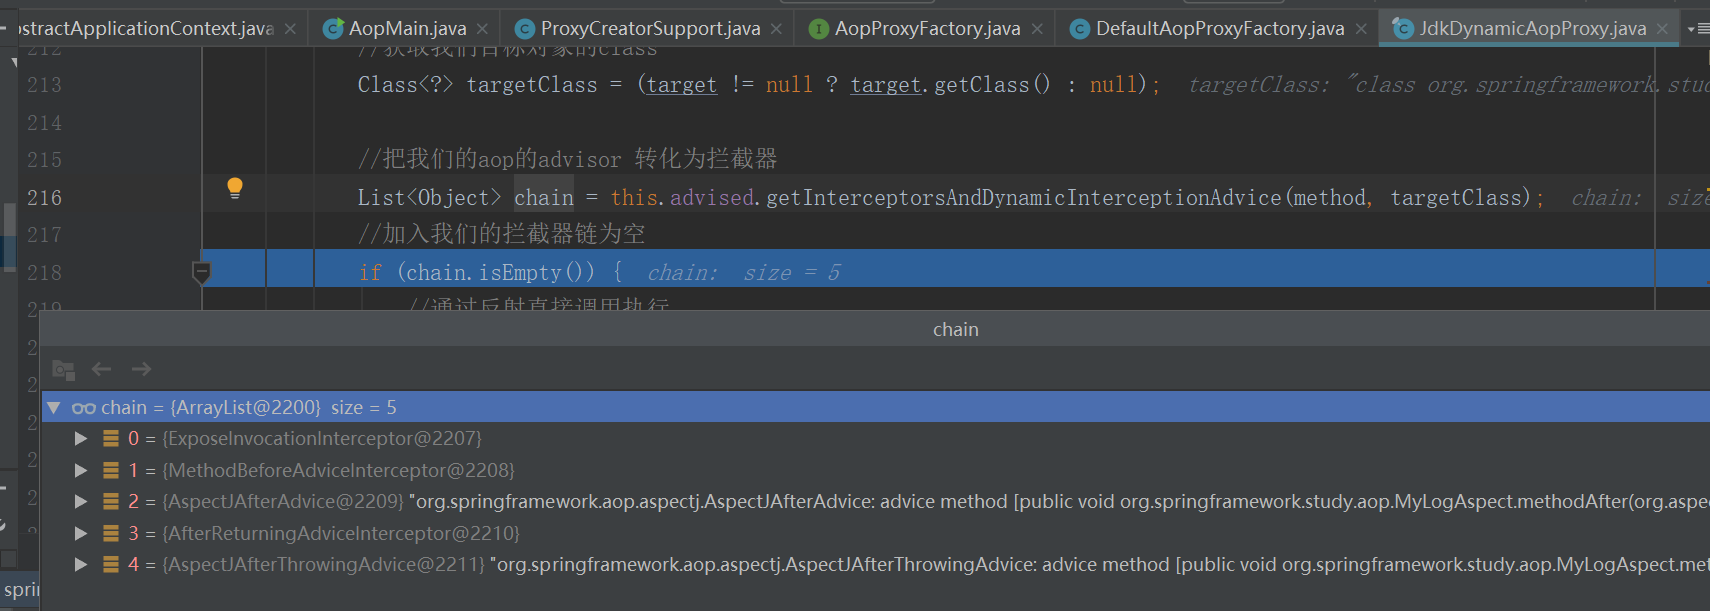 stractApplicationContext.java AopMain.java ProxyCreatorSupport.java AopProxyFactory.java DefaultAopProxyFactory.java JdkDynamicAopProxy.java
212 //获取我们目标对象的class
213 Class<?> targetClass = (target != null ? target.getClass() : null); targetClass: "class org.springframework.stud
214
215 //把我们的aop的advisor 转化为拦截器
216 List<Object> chain = this.advised.getInterceptorsAndDynamicInterceptionAdvice(method, targetClass); chain: size
217 //加入我们的拦截器链为空
218 if (chain.isEmpty()) { chain: size = 5
219 //通过反射直接调用执行
chain
chain = {ArrayList@2200} size = 5
0 = {ExposeInvocationInterceptor@2207}
1 = {MethodBeforeAdviceInterceptor@2208}
2 = {AspectJAfterAdvice@2209} "org.springframework.aop.aspectj.AspectJAfterAdvice: advice method [public void org.springframework.study.aop.MyLogAspect.methodAfter(org.aspe
3 = {AfterReturningAdviceInterceptor@2210}
4 = {AspectJAfterThrowingAdvice@2211} "org.springframework.aop.aspectj.AspectJAfterThrowingAdvice: advice method [public void org.springframework.study.aop.MyLogAspect.met
spri